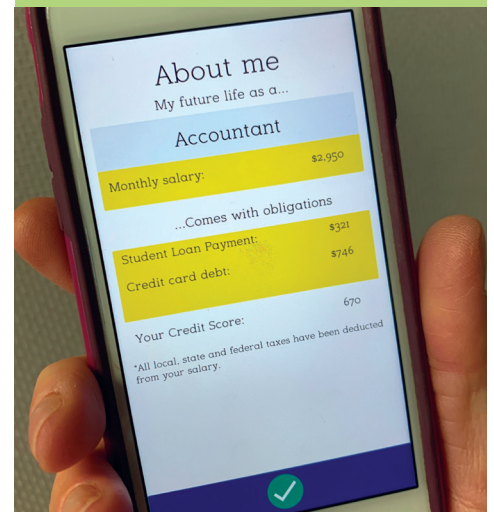 About me
My future life as a...
Accountant
Monthly salary: $2,950
...Comes with obligations
Student Loan Payment: $321
Credit card debt: $746
Your Credit Score: 670
*All local, state and federal taxes have been deducted
from your salary.